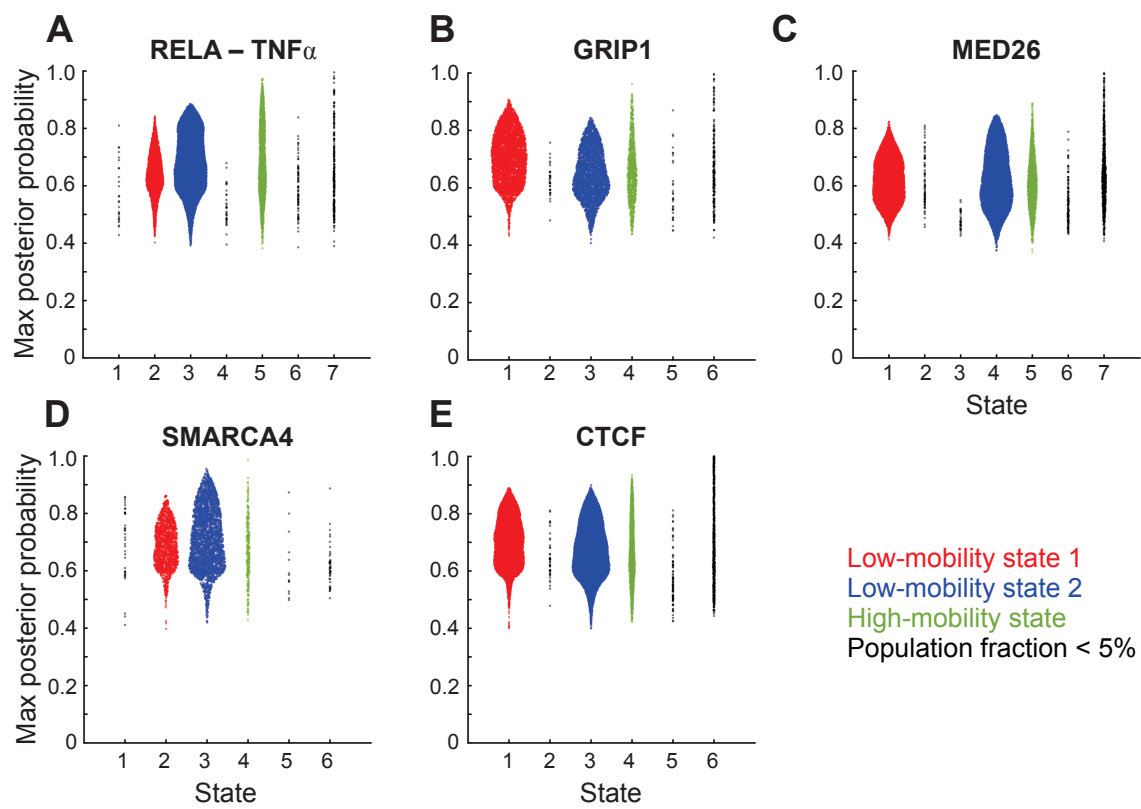 A
RELA – TNFα
Max posterior probability
1.0
0.8
0.6
0.4
0.2
0
1 2 3 4 5 6 7
B
GRIP1
1.0
0.8
0.6
0.4
0.2
0
1 2 3 4 5 6
C
MED26
1.0
0.8
0.6
0.4
0.2
0
1 2 3 4 5 6 7
State
D
SMARCA4
Max posterior probability
1.0
0.8
0.6
0.4
0.2
0
1 2 3 4 5 6
State
E
CTCF
1.0
0.8
0.6
0.4
0.2
0
1 2 3 4 5 6
State
Low-mobility state 1
Low-mobility state 2
High-mobility state
Population fraction < 5%